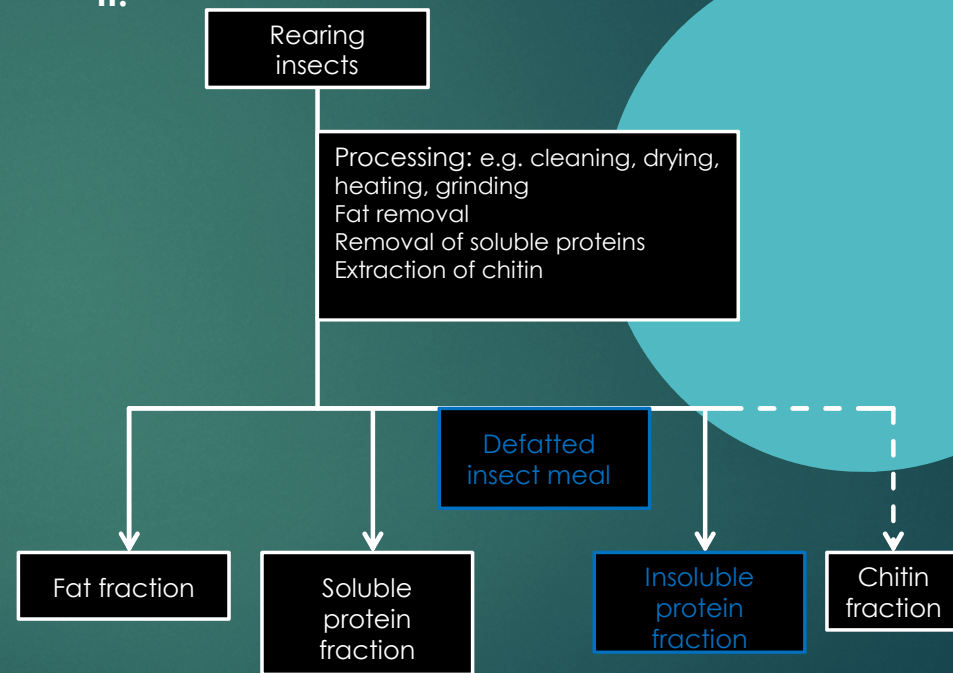 Rearing
insects
Processing: e.g. cleaning, drying,
heating, grinding
Fat removal
Removal of soluble proteins
Extraction of chitin
Defatted
insect meal
Fat fraction
Soluble
protein
fraction
Insoluble
protein
fraction
Chitin
fraction